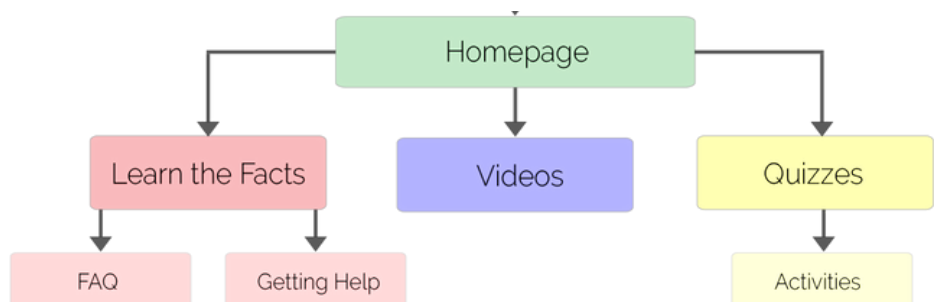 Homepage
Learn the Facts
Videos
Quizzes
FAQ
Getting Help
Activities